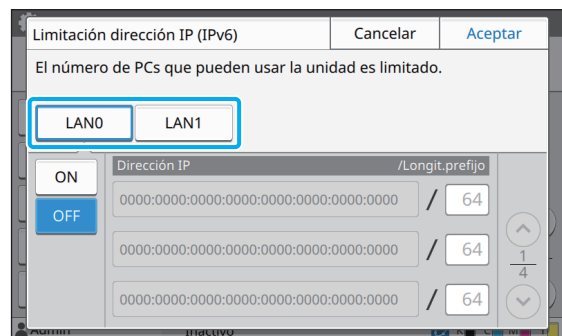 Limitación dirección IP (IPv6) Cancelar Aceptar
El número de PCs que pueden usar la unidad es limitado.
LAN0 LAN1
Dirección IP /Longit.prefijo
ON
0000:0000:0000:0000:0000:0000:0000:0000 / 64
OFF
0000:0000:0000:0000:0000:0000:0000:0000 / 64
1
4
0000:0000:0000:0000:0000:0000:0000:0000 / 64
Admin Inactivo